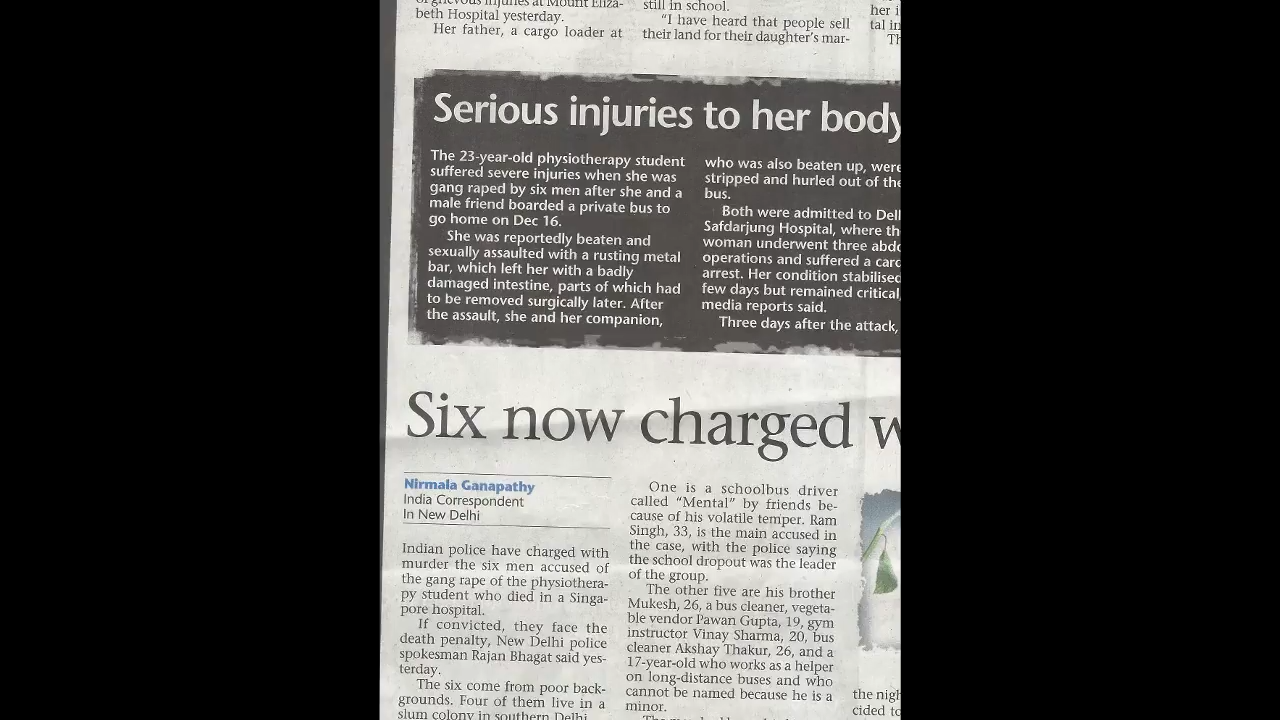 of grievous injuries at Mount Eliza-
beth Hospital yesterday.
Her father, a cargo loader at
still in school.
"I have heard that people sell
their land for their daughter's mar-
her i
tal in
Th
Serious injuries to her body
The 23-year-old physiotherapy student
suffered severe injuries when she was
gang raped by six men after she and a
male friend boarded a private bus to
go home on Dec 16.
She was reportedly beaten and
sexually assaulted with a rusting metal
bar, which left her with a badly
damaged intestine, parts of which had
to be removed surgically later. After
the assault, she and her companion,
who was also beaten up, were
stripped and hurled out of the
bus.
Both were admitted to Del
Safdarjung Hospital, where th
woman underwent three abdo
operations and suffered a card
arrest. Her condition stabilised
few days but remained critical,
media reports said.
Three days after the attack,
Six now charged w
Nirmala Ganapathy
India Correspondent
In New Delhi
Indian police have charged with
murder the six men accused of
the gang rape of the physiothera-
py student who died in a Singa-
pore hospital.
If convicted, they face the
death penalty, New Delhi police
spokesman Rajan Bhagat said yes-
terday.
The six come from poor back-
grounds. Four of them live in a
slum colony in southern Delhi
One is a schoolbus driver
called "Mental" by friends be-
cause of his volatile temper. Ram
Singh, 33, is the main accused in
the case, with the police saying
the school dropout was the leader
of the group.
The other five are his brother
Mukesh, 26, a bus cleaner, vegeta-
ble vendor Pawan Gupta, 19, gym
instructor Vinay Sharma, 20, bus
cleaner Akshay Thakur, 26, and a
17-year-old who works as a helper
on long-distance buses and who
cannot be named because he is a
minor.
the nigh
cided to